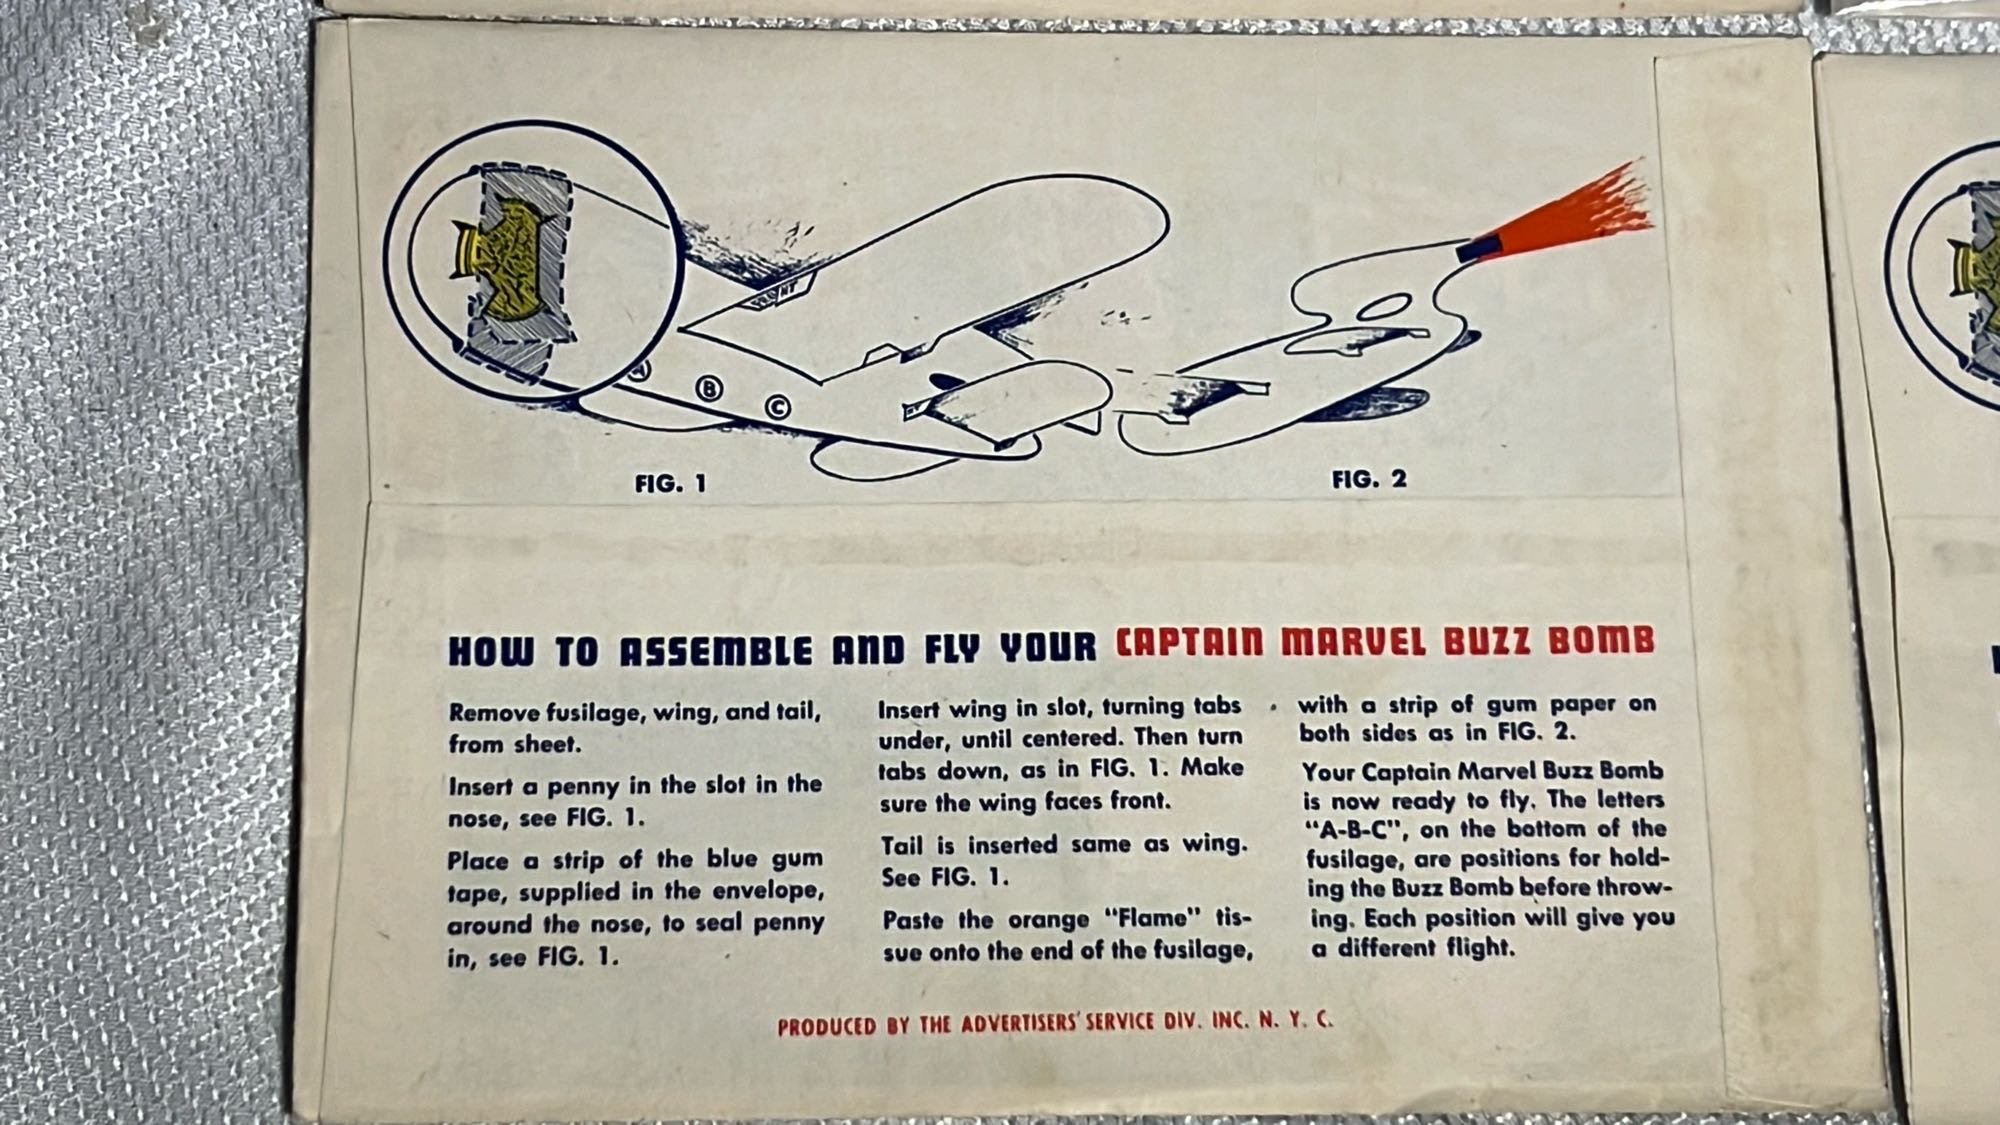 FRONT
A
B
C
FIG. 1
FIG. 2
HOW TO ASSEMBLE AND FLY YOUR CAPTAIN MARVEL BUZZ BOMB
Remove fusilage, wing, and tail,
from sheet.
Insert a penny in the slot in the
nose, see FIG. 1.
Place a strip of the blue gum
tape, supplied in the envelope,
around the nose, to seal penny
in, see FIG. 1.
Insert wing in slot, turning tabs
under, until centered. Then turn
tabs down, as in FIG. 1. Make
sure the wing faces front.
Tail is inserted same as wing.
See FIG. 1.
Paste the orange "Flame" tis-
sue onto the end of the fusilage,
with a strip of gum paper on
both sides as in FIG. 2.
Your Captain Marvel Buzz Bomb
is now ready to fly. The letters
"A-B-C", on the bottom of the
fusilage, are positions for hold-
ing the Buzz Bomb before throw-
ing. Each position will give you
a different flight.
PRODUCED BY THE ADVERTISERS' SERVICE DIV. INC. N. Y. C.